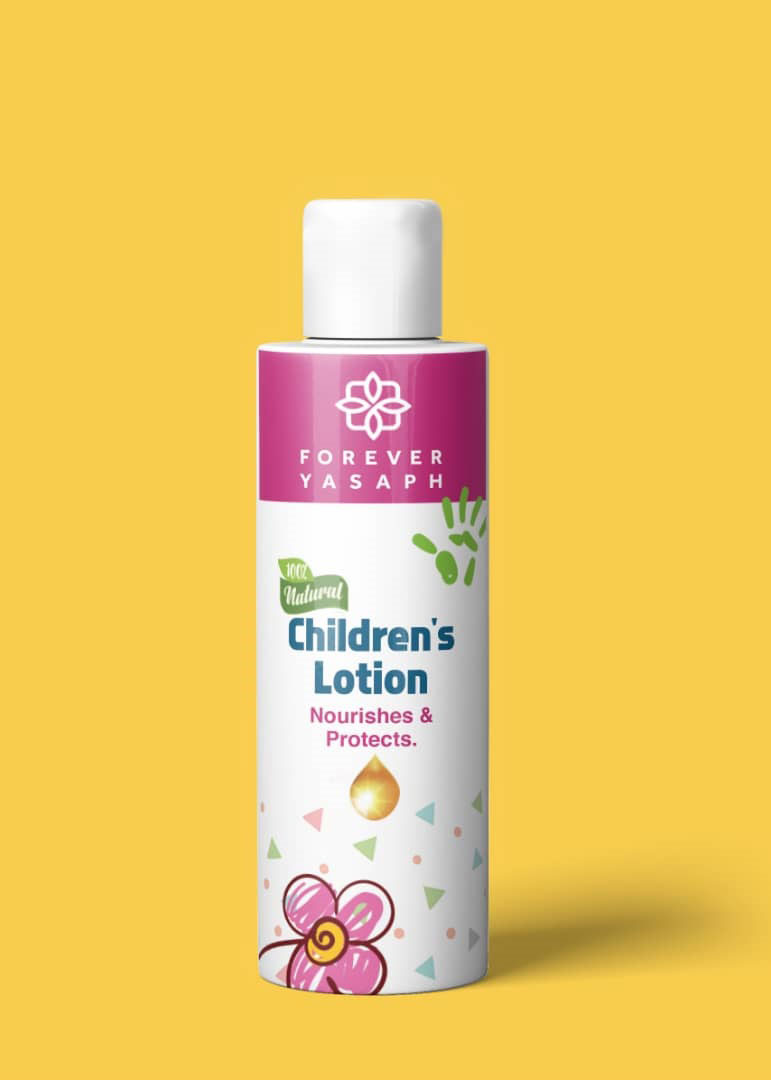 FOREVER
YASAPH
100%
Natural
Children's
Lotion
Nourishes &
Protects.